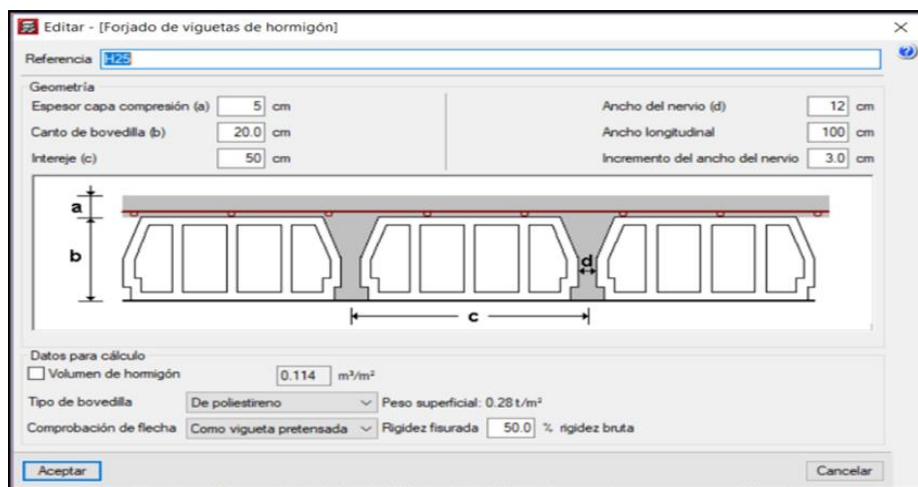 Editar - [Forjado de viguetas de hormigón]
Referencia H25
Geometría
Espesor capa compresión (a) 5 cm
Ancho del nervio (d) 12 cm
Canto de bovedilla (b) 20.0 cm
Ancho longitudinal 100 cm
Intereje (c) 50 cm
Incremento del ancho del nervio 3.0 cm
a
b
d
c
Datos para cálculo
Volumen de hormigón 0.114 m³/m²
Tipo de bovedilla De poliestireno Peso superficial: 0.28 t/m²
Comprobación de flecha Como vigueta pretensada Rigidez fisurada 50.0 % rigidez bruta
Aceptar Cancelar